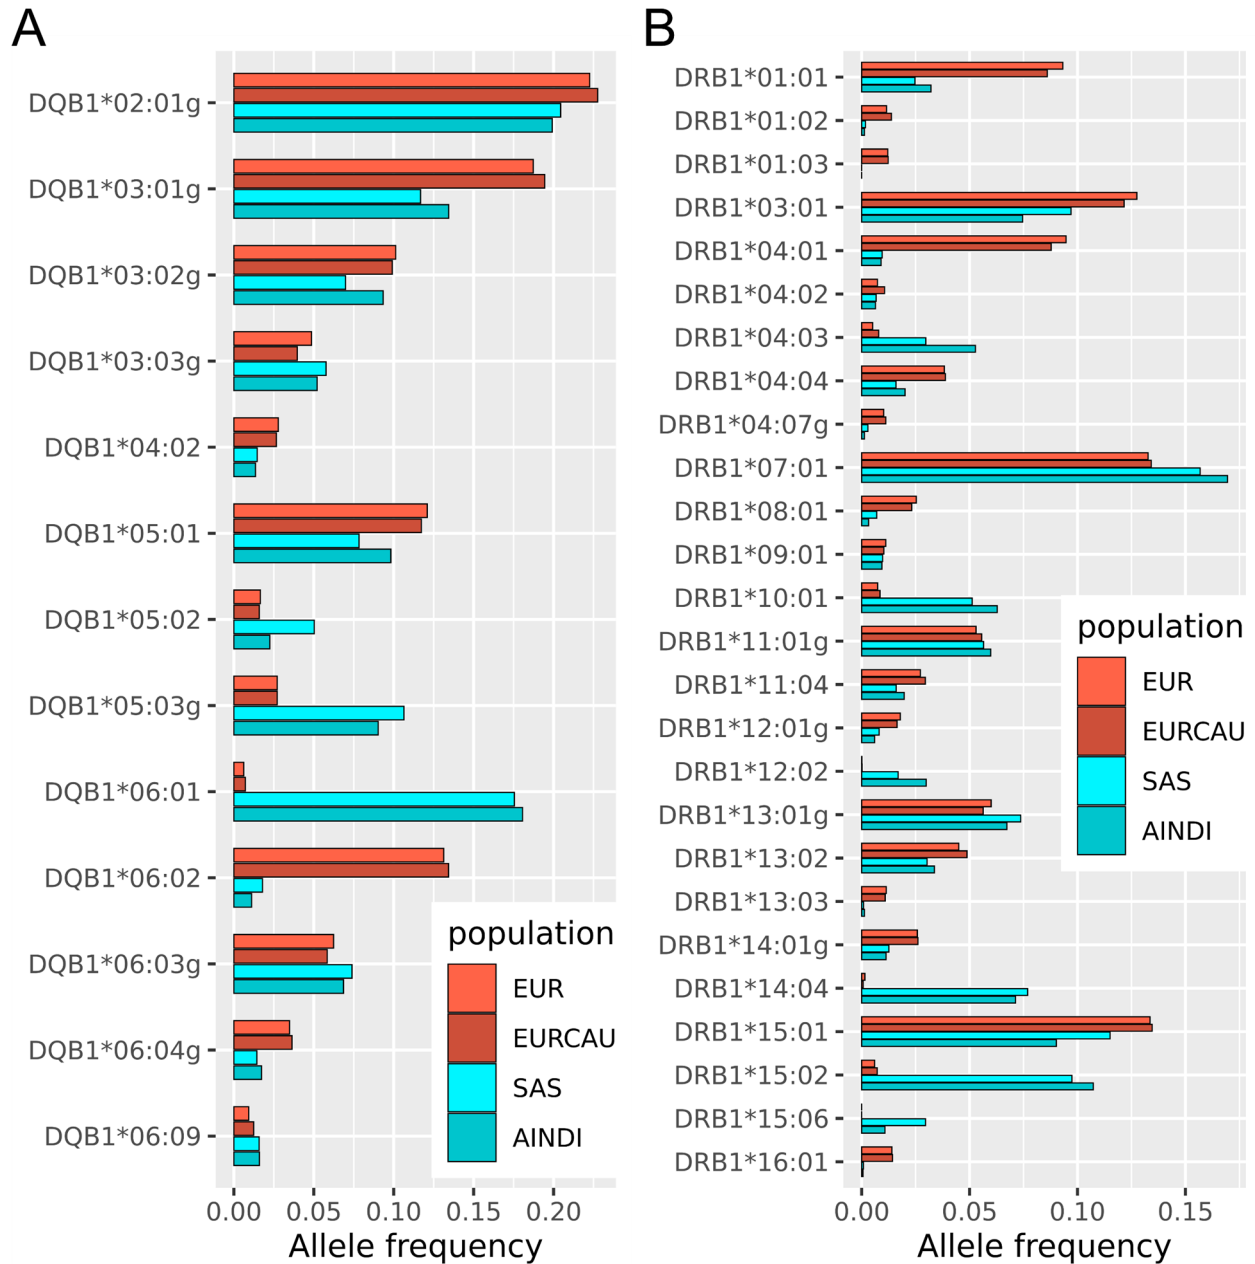 A
DQB1*02:01g
DQB1*03:01g
DQB1*03:02g
DQB1*03:03g
DQB1*04:02
DQB1*05:01
DQB1*05:02
DQB1*05:03g
DQB1*06:01
DQB1*06:02
DQB1*06:03g
DQB1*06:04g
DQB1*06:09
population
EUR
EURCAU
SAS
AINDI
0.00 0.05 0.10 0.15 0.20
Allele frequency
B
DRB1*01:01
DRB1*01:02
DRB1*01:03
DRB1*03:01
DRB1*04:01
DRB1*04:02
DRB1*04:03
DRB1*04:04
DRB1*04:07g
DRB1*07:01
DRB1*08:01
DRB1*09:01
DRB1*10:01
DRB1*11:01g
DRB1*11:04
DRB1*12:01g
DRB1*12:02
DRB1*13:01g
DRB1*13:02
DRB1*13:03
DRB1*14:01g
DRB1*14:04
DRB1*15:01
DRB1*15:02
DRB1*15:06
DRB1*16:01
population
EUR
EURCAU
SAS
AINDI
0.00 0.05 0.10 0.15
Allele frequency